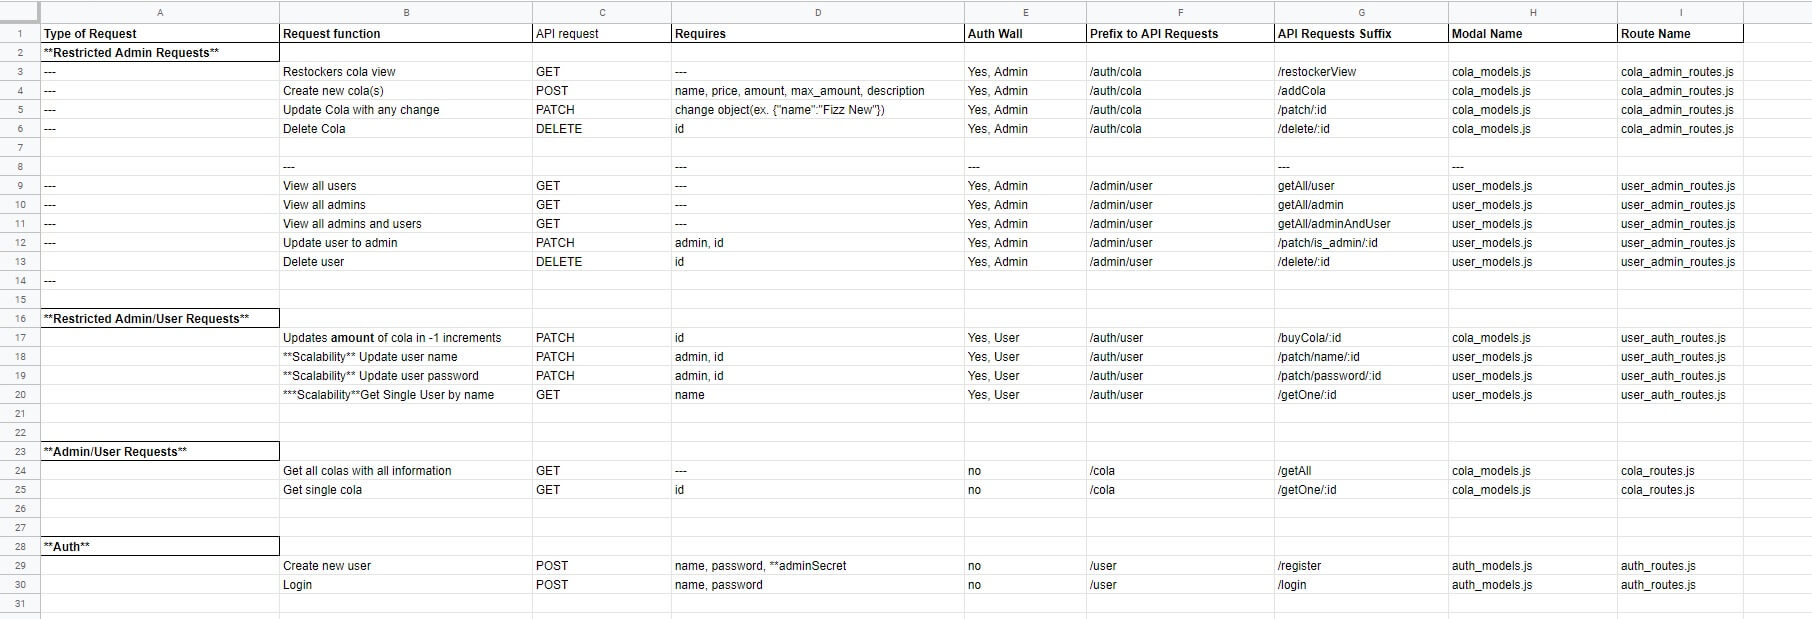 A B C D E F G H I
1 Type of Request Request function API request Requires Auth Wall Prefix to API Requests API Requests Suffix Modal Name Route Name
2 **Restricted Admin Requests**
3 --- Restockers cola view GET --- Yes, Admin /auth/cola /restockerView cola_models.js cola_admin_routes.js
4 --- Create new cola(s) POST name, price, amount, max_amount, description Yes, Admin /auth/cola /addCola cola_models.js cola_admin_routes.js
5 --- Update Cola with any change PATCH change object(ex. {"name":"Fizz New"}) Yes, Admin /auth/cola /patch/:id cola_models.js cola_admin_routes.js
6 --- Delete Cola DELETE id Yes, Admin /auth/cola /delete/:id cola_models.js cola_admin_routes.js
7
8 --- --- --- --- ---
9 --- View all users GET --- Yes, Admin /admin/user getAll/user user_models.js user_admin_routes.js
10 --- View all admins GET --- Yes, Admin /admin/user getAll/admin user_models.js user_admin_routes.js
11 --- View all admins and users GET --- Yes, Admin /admin/user getAll/adminAndUser user_models.js user_admin_routes.js
12 --- Update user to admin PATCH admin, id Yes, Admin /admin/user /patch/is_admin/:id user_models.js user_admin_routes.js
13 Delete user DELETE id Yes, Admin /admin/user /delete/:id user_models.js user_admin_routes.js
14 ---
15
16 **Restricted Admin/User Requests**
17 Updates amount of cola in -1 increments PATCH id Yes, User /auth/user /buyCola/:id cola_models.js user_auth_routes.js
18 **Scalability** Update user name PATCH admin, id Yes, User /auth/user /patch/name/:id user_models.js user_auth_routes.js
19 **Scalability** Update user password PATCH admin, id Yes, User /auth/user /patch/password/:id user_models.js user_auth_routes.js
20 ***Scalability**Get Single User by name GET name Yes, User /auth/user /getOne/:id user_models.js user_auth_routes.js
21
22
23 **Admin/User Requests**
24 Get all colas with all information GET --- no /cola /getAll cola_models.js cola_routes.js
25 Get single cola GET id no /cola /getOne/:id cola_models.js cola_routes.js
26
27
28 **Auth**
29 Create new user POST name, password, **adminSecret no /user /register auth_models.js auth_routes.js
30 Login POST name, password no /user /login auth_models.js auth_routes.js
31